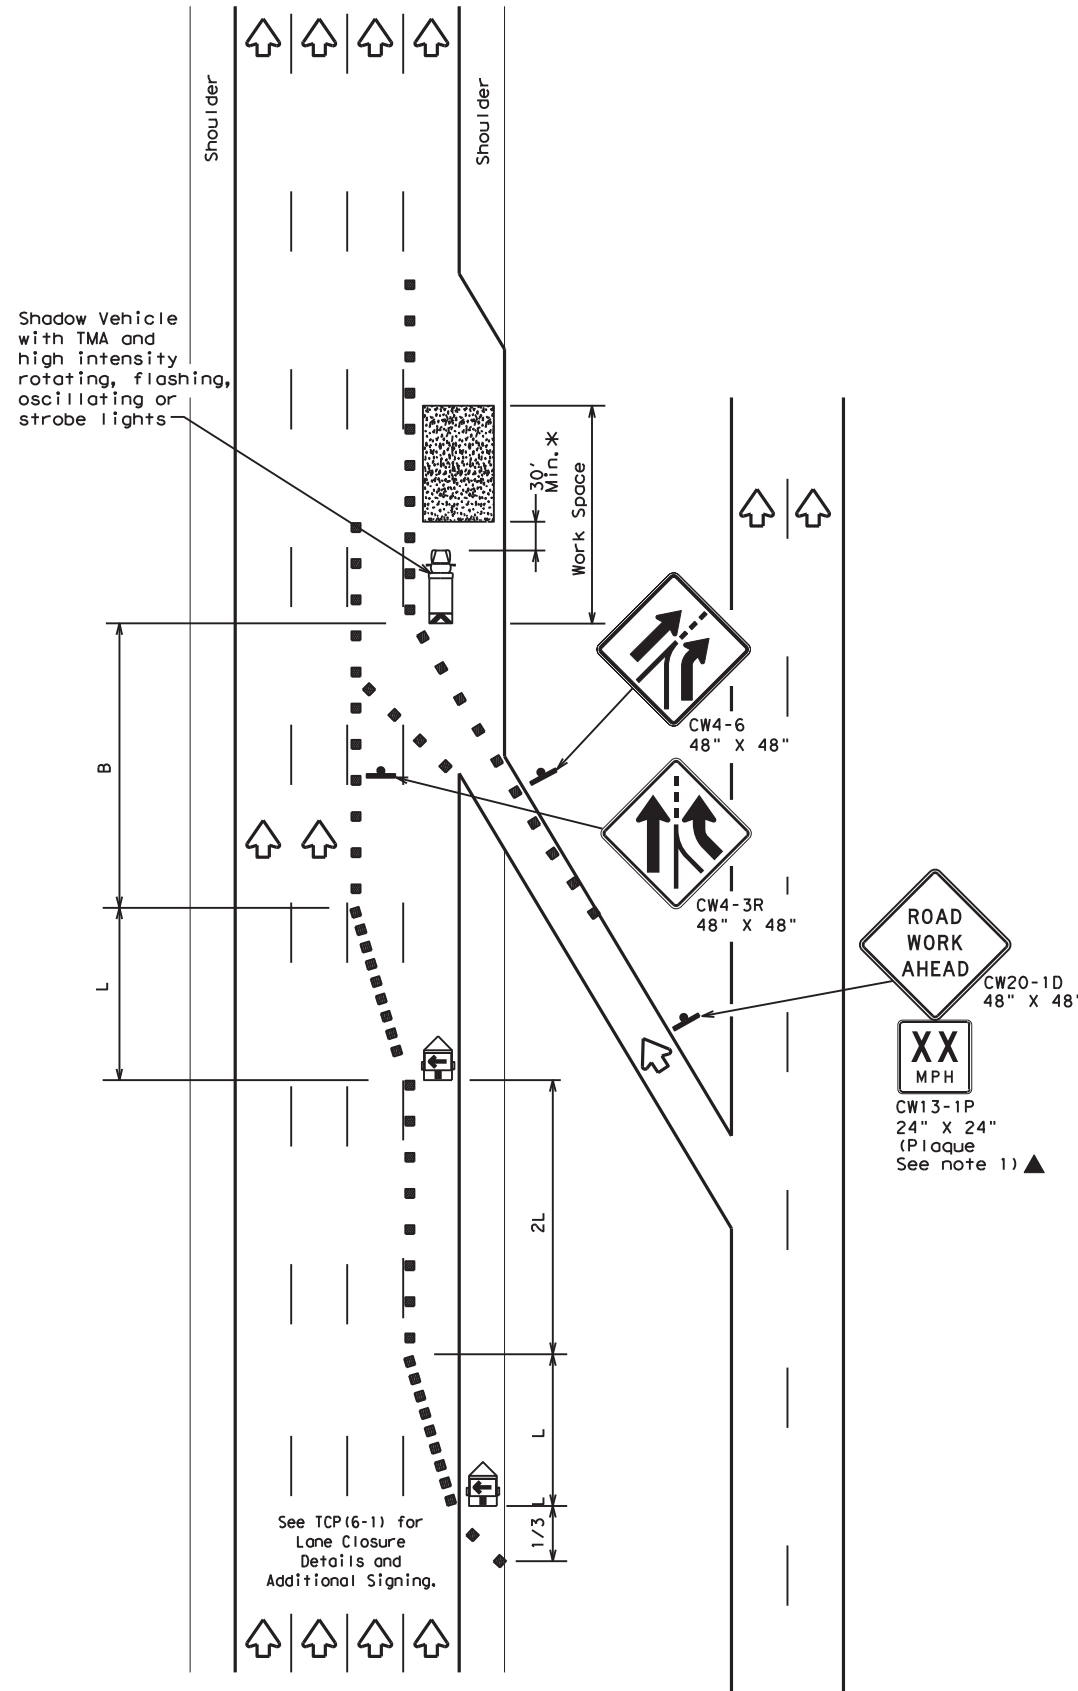 Shoulder
Shoulder
Shadow Vehicle
with TMA and
high intensity
rotating, flashing,
oscillating or
strobe lights
30'
Min.*
Work Space
CW4-6
48" X 48"
B
CW4-3R
48" X 48"
ROAD
WORK
AHEAD
CW20-1D
48" X 48"
L
XX
MPH
CW13-1P
24" X 24"
(Plaque
See note 1)▲
2L
L
1/3 L
See TCP(6-1) for
Lane Closure
Details and
Additional Signing.